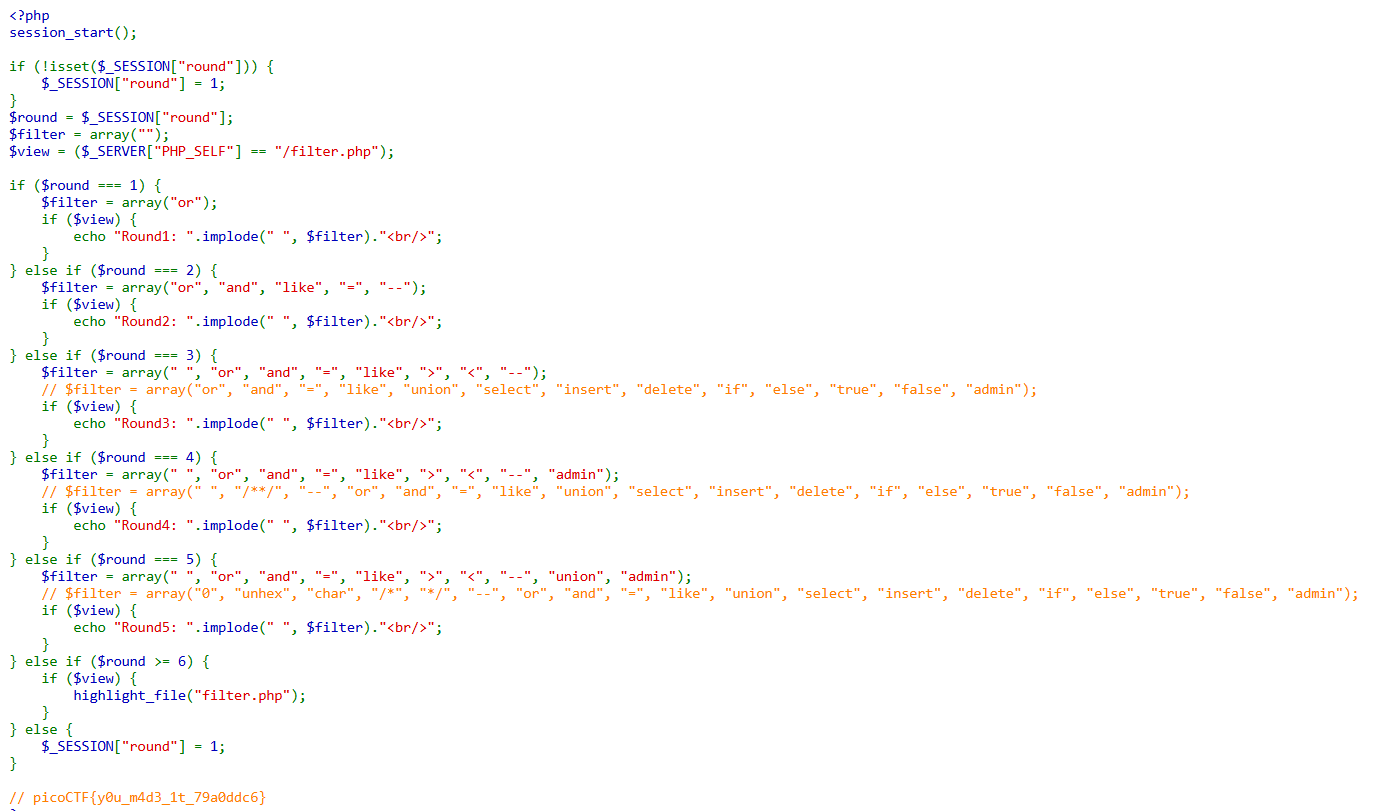 <?php
session_start();

if (!isset($_SESSION["round"])) {
    $_SESSION["round"] = 1;
}
$round = $_SESSION["round"];
$filter = array("");
$view = ($_SERVER["PHP_SELF"] == "/filter.php");

if ($round === 1) {
    $filter = array("or");
    if ($view) {
        echo "Round1: ".implode(" ", $filter)."<br/>";
    }
} else if ($round === 2) {
    $filter = array("or", "and", "like", "=", "--");
    if ($view) {
        echo "Round2: ".implode(" ", $filter)."<br/>";
    }
} else if ($round === 3) {
    $filter = array(" ", "or", "and", "=", "like", ">", "<", "--");
    // $filter = array("or", "and", "=", "like", "union", "select", "insert", "delete", "if", "else", "true", "false", "admin");
    if ($view) {
        echo "Round3: ".implode(" ", $filter)."<br/>";
    }
} else if ($round === 4) {
    $filter = array(" ", "or", "and", "=", "like", ">", "<", "--", "admin");
    // $filter = array(" ", "/**/", "--", "or", "and", "=", "like", "union", "select", "insert", "delete", "if", "else", "true", "false", "admin");
    if ($view) {
        echo "Round4: ".implode(" ", $filter)."<br/>";
    }
} else if ($round === 5) {
    $filter = array(" ", "or", "and", "=", "like", ">", "<", "--", "union", "admin");
    // $filter = array("0", "unhex", "char", "/*", "*/", "--", "or", "and", "=", "like", "union", "select", "insert", "delete", "if", "else", "true", "false", "admin");
    if ($view) {
        echo "Round5: ".implode(" ", $filter)."<br/>";
    }
} else if ($round >= 6) {
    if ($view) {
        highlight_file("filter.php");
    }
} else {
    $_SESSION["round"] = 1;
}

// picoCTF{y0u_m4d3_1t_79a0ddc6}